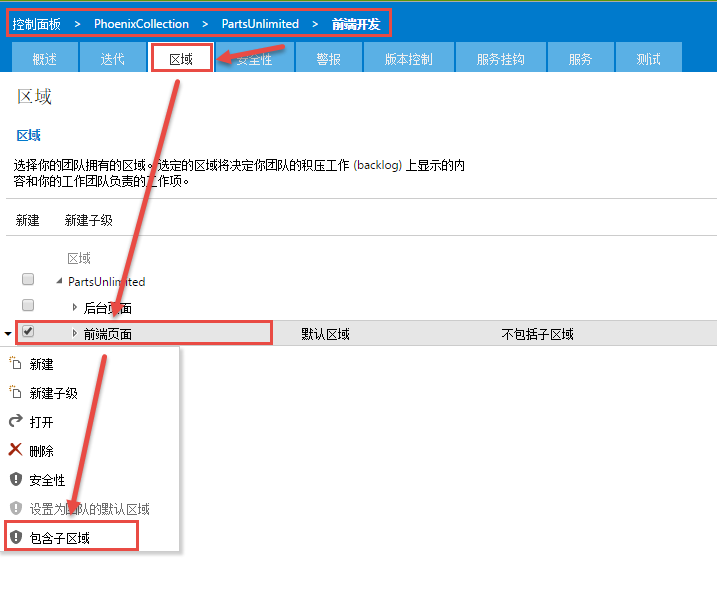 控制面板 > PhoenixCollection > PartsUnlimited > 前端开发
概述 迭代 区域 安全性 警报 版本控制 服务挂钩 服务 测试
区域
区域
选择你的团队拥有的区域。选定的区域将决定你团队的积压工作 (backlog) 上显示的内
容和你的工作团队负责的工作项。
新建 新建子级
区域
PartsUnlimited
后台页面
前端页面 默认区域 不包括子区域
新建
新建子级
打开
删除
安全性
设置为团队的默认区域
包含子区域